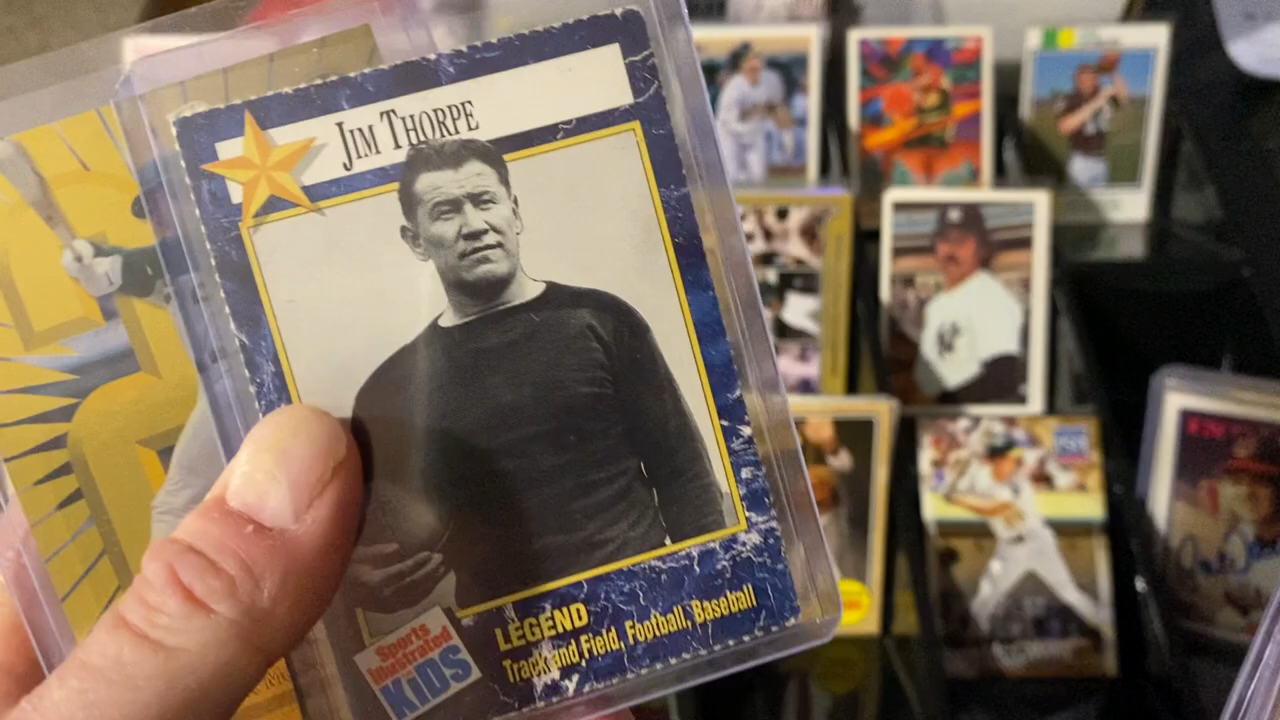 JIM THORPE
LEGEND
Track and Field, Football, Baseball
Sports
Illustrated
KIDS